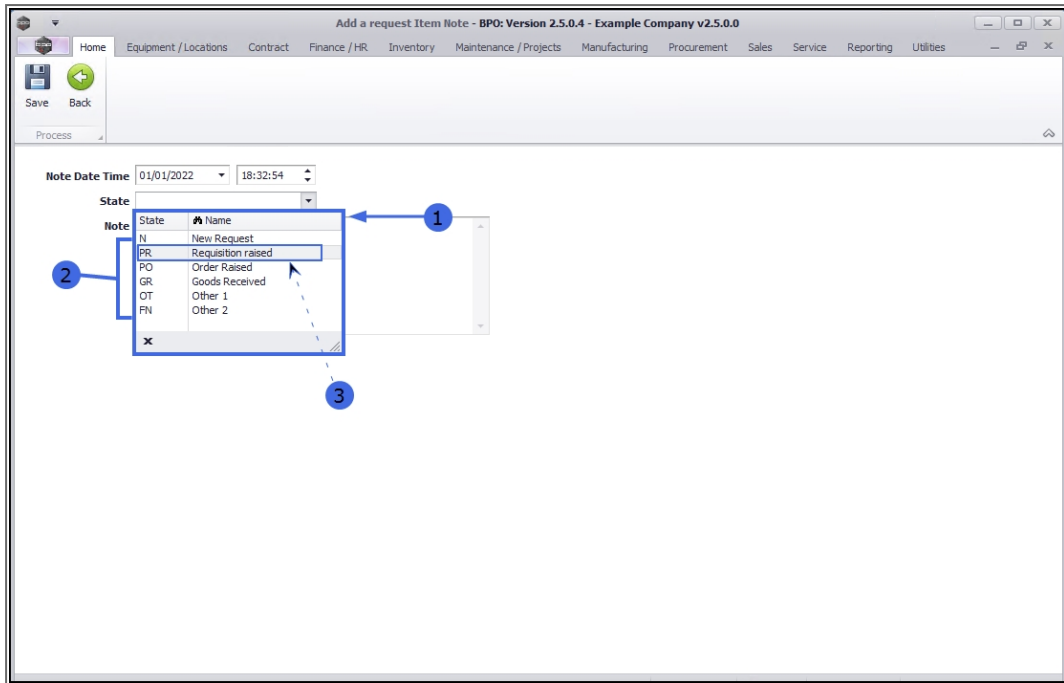 Add a request Item Note - BPO: Version 2.5.0.4 - Example Company v2.5.0.0
Home Equipment / Locations Contract Finance / HR Inventory Maintenance / Projects Manufacturing Procurement Sales Service Reporting Utilities
Save Back
Process
Note Date Time 01/01/2022 18:32:54
State
Note
1
State Name
N New Request
PR Requisition raised
PO Order Raised
GR Goods Received
OT Other 1
FN Other 2
2
x
3